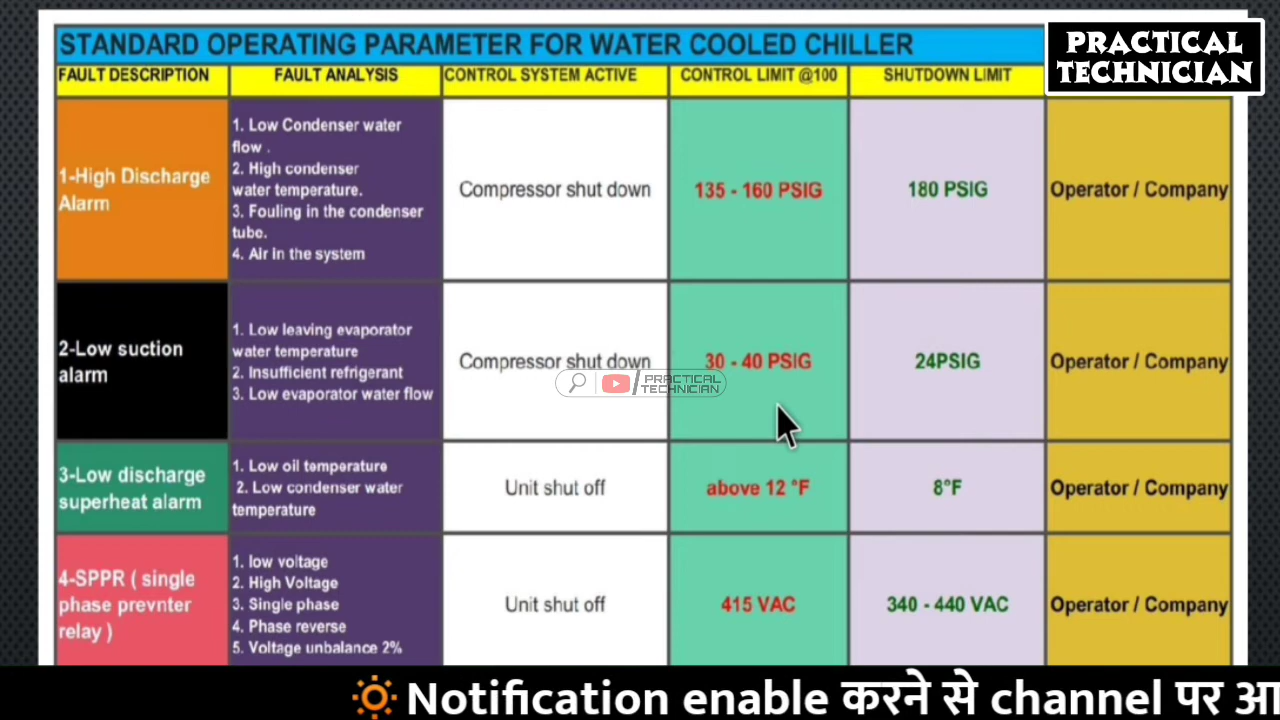 STANDARD OPERATING PARAMETER FOR WATER COOLED CHILLER
PRACTICAL
TECHNICIAN
FAULT DESCRIPTION
FAULT ANALYSIS
CONTROL SYSTEM ACTIVE
CONTROL LIMIT @100
SHUTDOWN LIMIT
1-High Discharge
Alarm
1. Low Condenser water
flow .
2. High condenser
water temperature.
3. Fouling in the condenser
tube.
4. Air in the system
Compressor shut down
135 - 160 PSIG
180 PSIG
Operator / Company
2-Low suction
alarm
1. Low leaving evaporator
water temperature
2. Insufficient refrigerant
3. Low evaporator water flow
Compressor shut down
30 - 40 PSIG
24PSIG
Operator / Company
PRACTICAL
TECHNICIAN
3-Low discharge
superheat alarm
1. Low oil temperature
2. Low condenser water
temperature
Unit shut off
above 12 °F
8°F
Operator / Company
4-SPPR ( single
phase prevnter
relay )
1. low voltage
2. High Voltage
3. Single phase
4. Phase reverse
5. Voltage unbalance 2%
Unit shut off
415 VAC
340 - 440 VAC
Operator / Company
Notification enable करने से channel पर आ